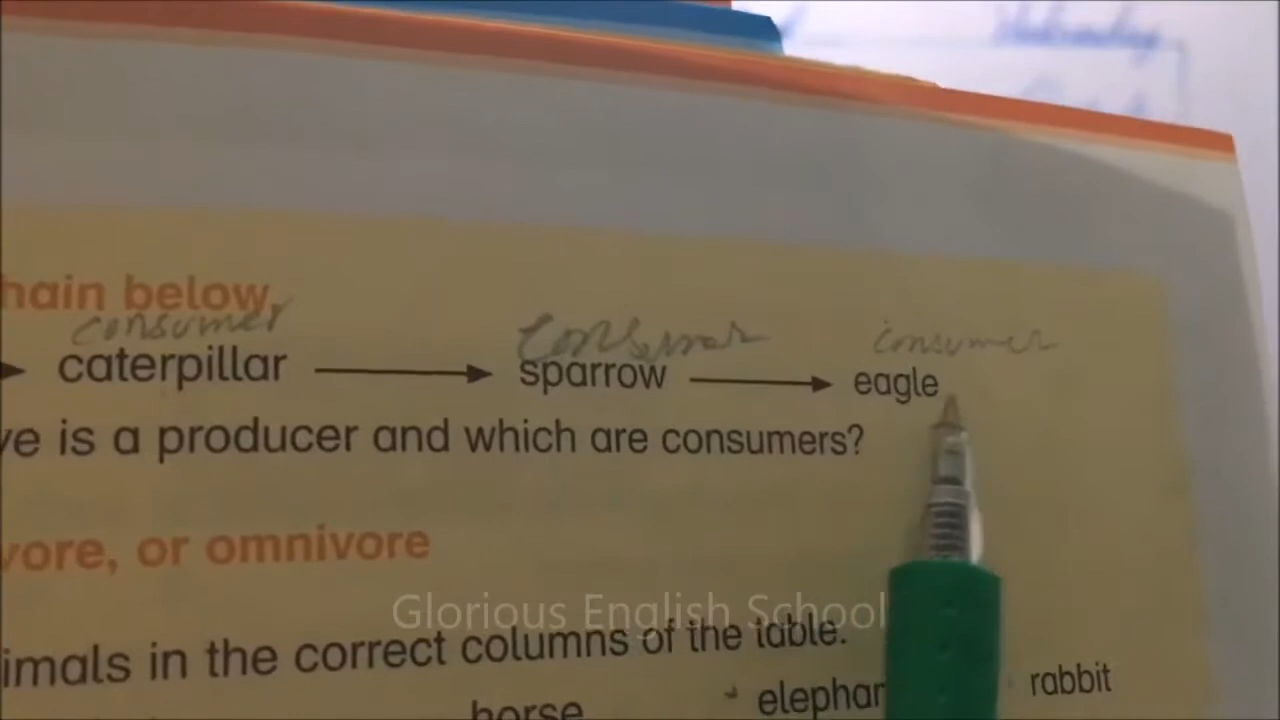 hain below.
consumer consumer consumer
caterpillar sparrow eagle
ve is a producer and which are consumers?
vore, or omnivore
Glorious English School
imals in the correct columns of the table.
horse elephan rabbit